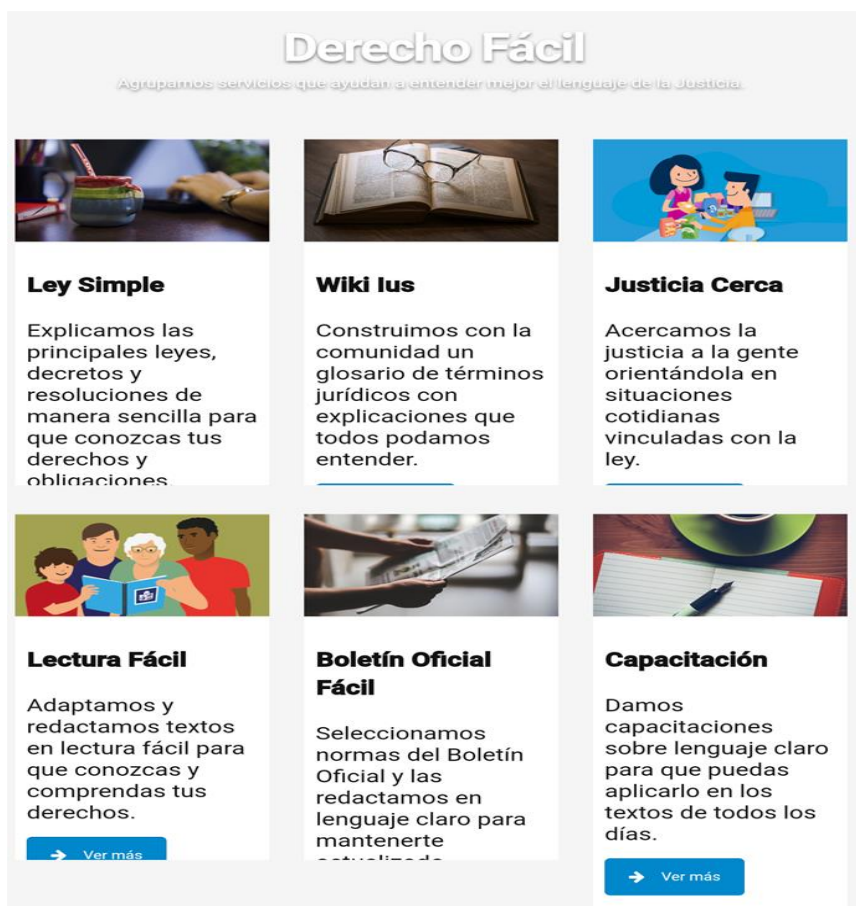 Derecho Fácil
Agrupamos servicios que ayudan a entender mejor el lenguaje de la Justicia.
Ley Simple
Explicamos las
principales leyes,
decretos y
resoluciones de
manera sencilla para
que conozcas tus
derechos y
obligaciones.
Wiki Ius
Construimos con la
comunidad un
glosario de términos
jurídicos con
explicaciones que
todos podamos
entender.
Justicia Cerca
Acercamos la
justicia a la gente
orientándola en
situaciones
cotidianas
vinculadas con la
ley.
Lectura Fácil
Adaptamos y
redactamos textos
en lectura fácil para
que conozcas y
comprendas tus
derechos.
Ver más
Boletín Oficial
Fácil
Seleccionamos
normas del Boletín
Oficial y las
redactamos en
lenguaje claro para
mantenerte
Capacitación
Damos
capacitaciones
sobre lenguaje claro
para que puedas
aplicarlo en los
textos de todos los
días.
Ver más